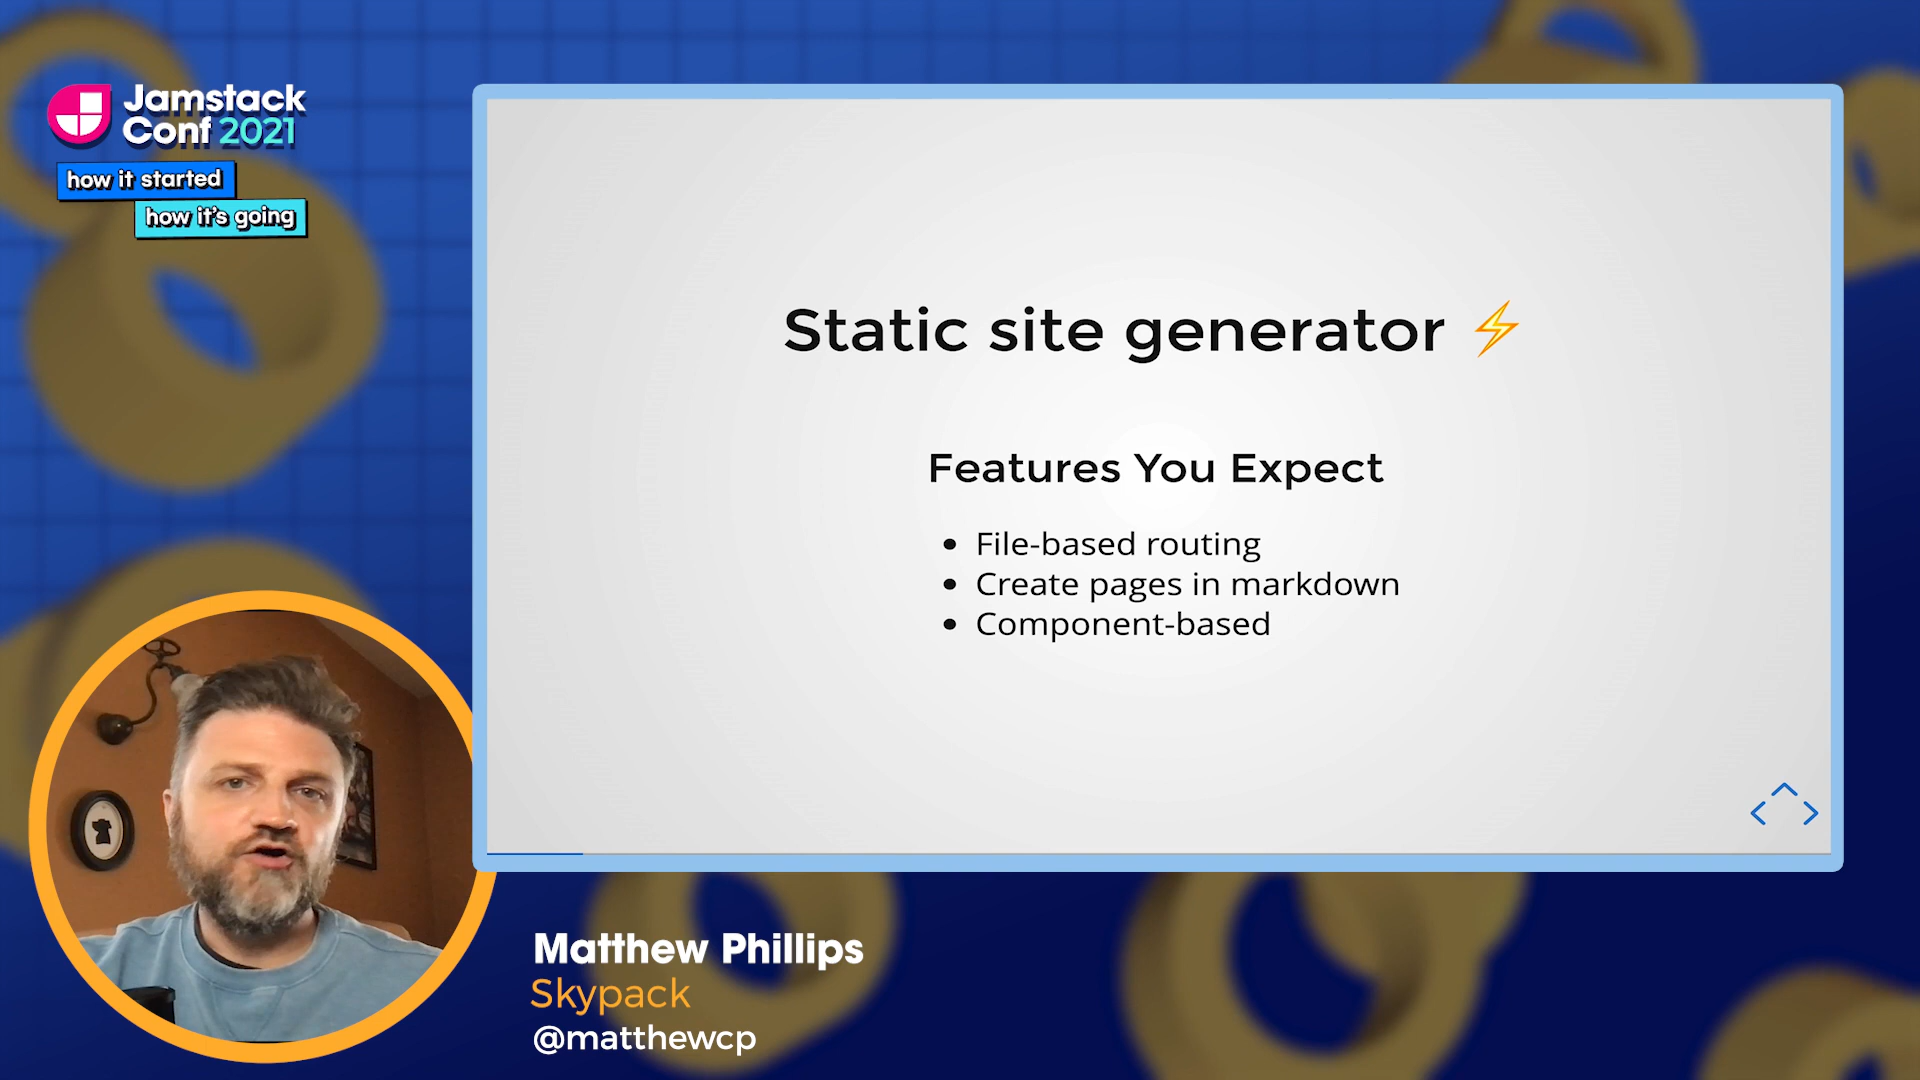 Jamstack
Conf 2021
how it started
how it's going
Static site generator ⚡
Features You Expect
• File-based routing
• Create pages in markdown
• Component-based
Matthew Phillips
Skypack
@matthewcp